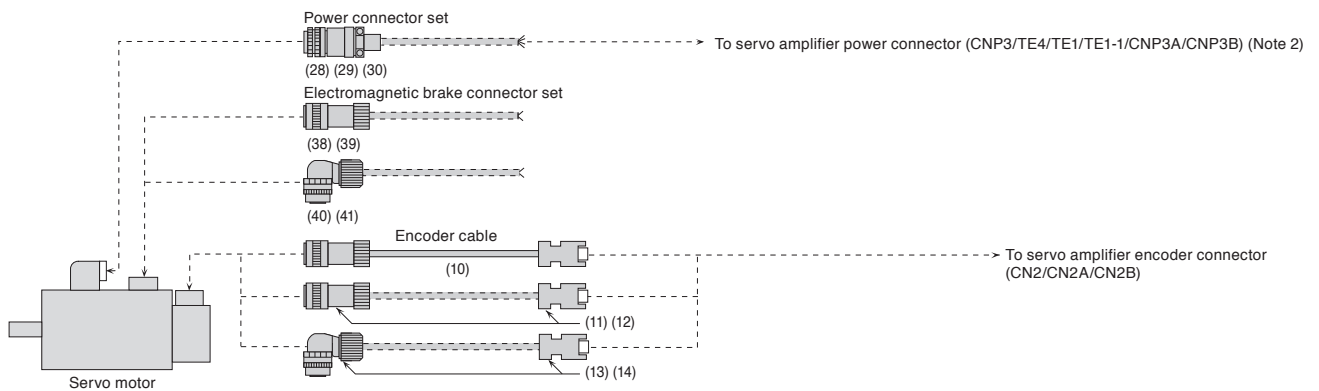 Power connector set
To servo amplifier power connector (CNP3/TE4/TE1/TE1-1/CNP3A/CNP3B) (Note 2)
(28) (29) (30)
Electromagnetic brake connector set
(38) (39)
(40) (41)
Encoder cable
(10)
To servo amplifier encoder connector
(CN2/CN2A/CN2B)
(11) (12)
(13) (14)
Servo motor